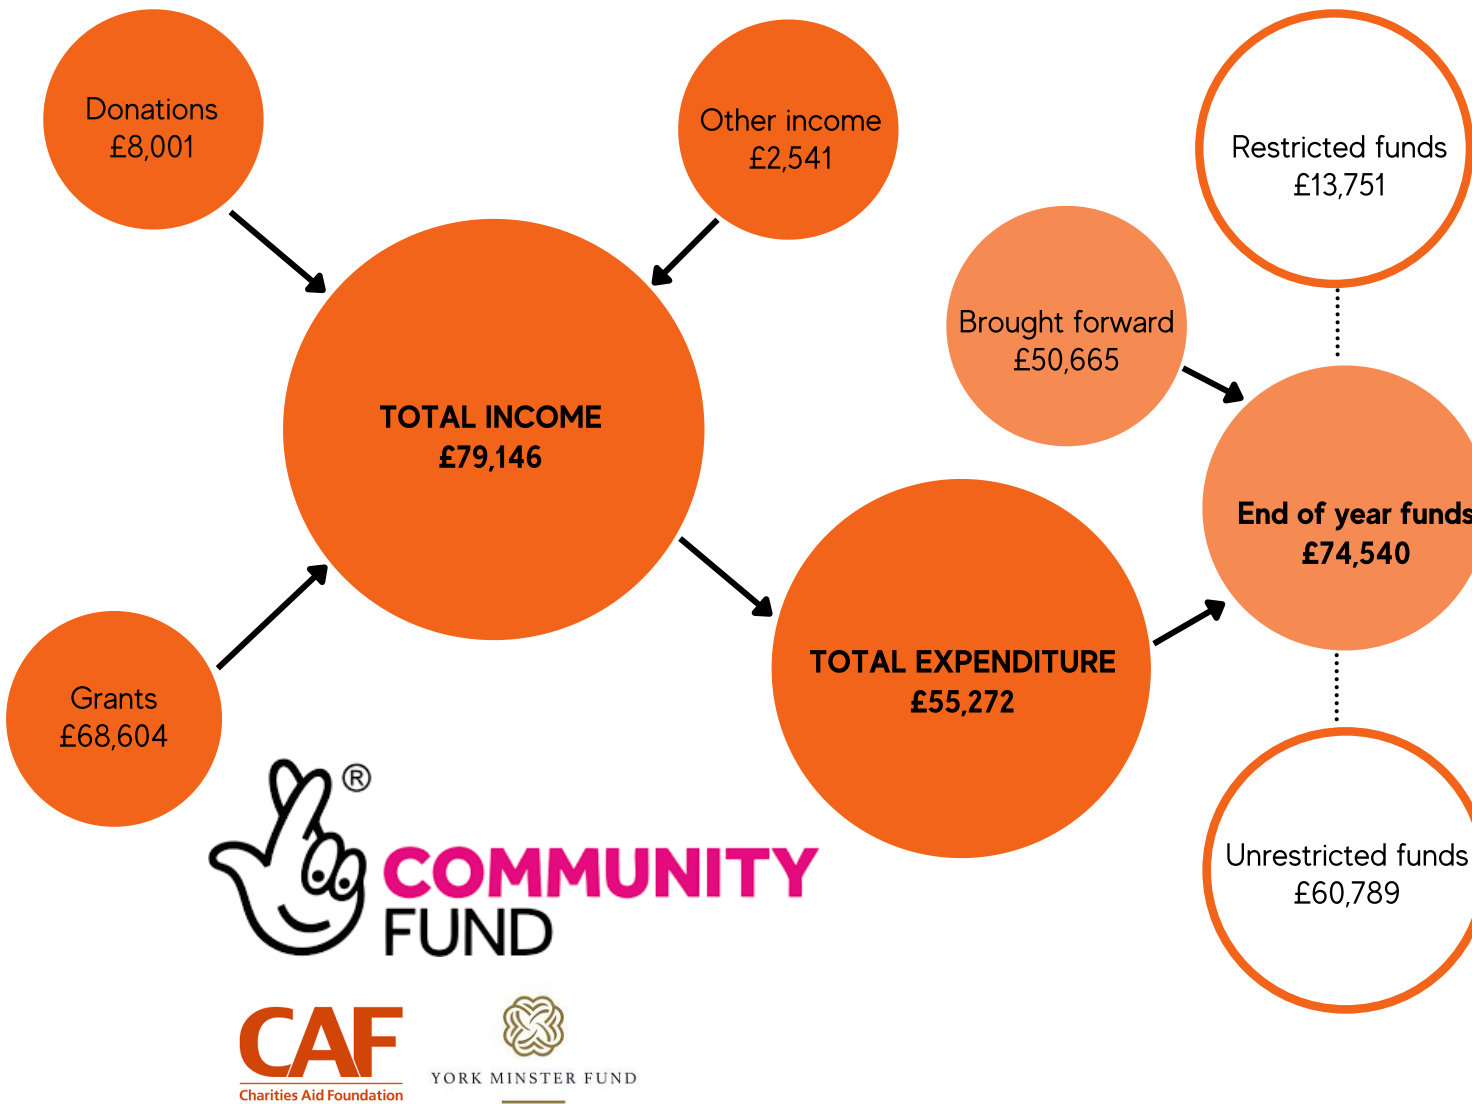 Donations
£8,001
Other income
£2,541
Restricted funds
£13,751
Brought forward
£50,665
TOTAL INCOME
£79,146
End of year funds
£74,540
TOTAL EXPENDITURE
£55,272
Grants
£68,604
Unrestricted funds
£60,789
®
COMMUNITY
FUND
CAF
Charities Aid Foundation
YORK MINSTER FUND